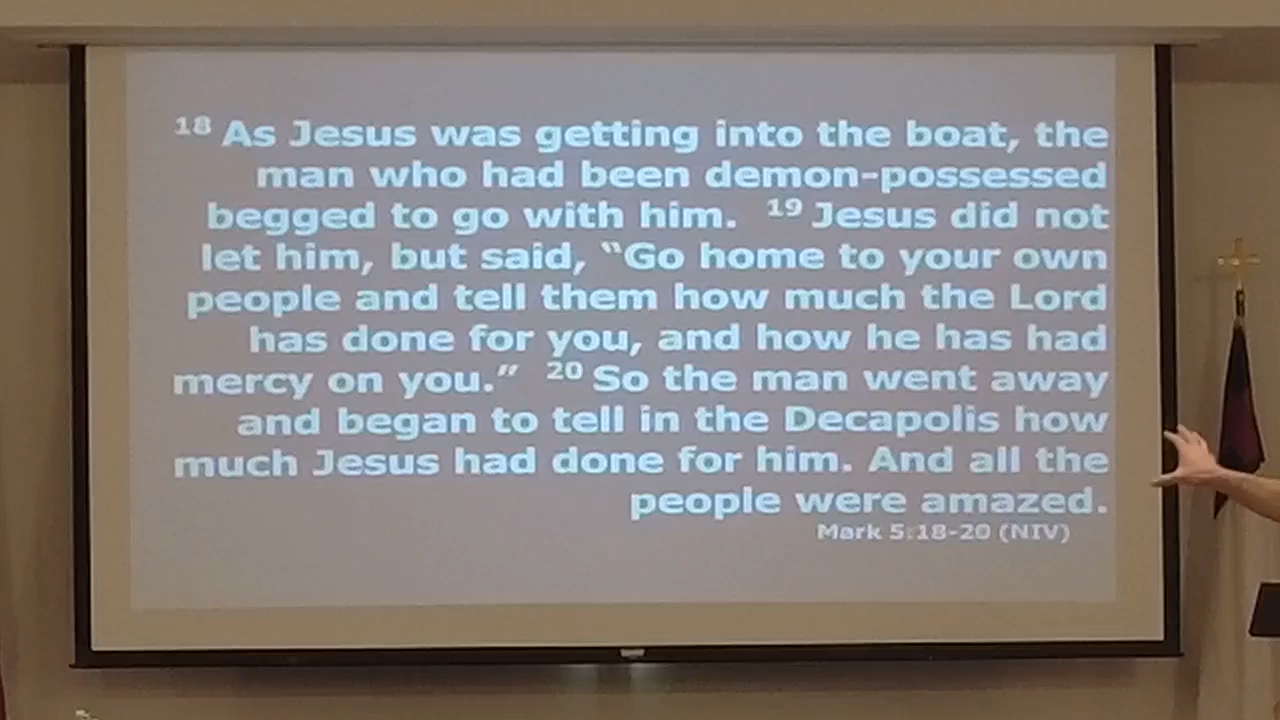 18 As Jesus was getting into the boat, the
man who had been demon-possessed
begged to go with him. 19 Jesus did not
let him, but said, “Go home to your own
people and tell them how much the Lord
has done for you, and how he has had
mercy on you.” 20 So the man went away
and began to tell in the Decapolis how
much Jesus had done for him. And all the
people were amazed.
Mark 5:18-20 (NIV)